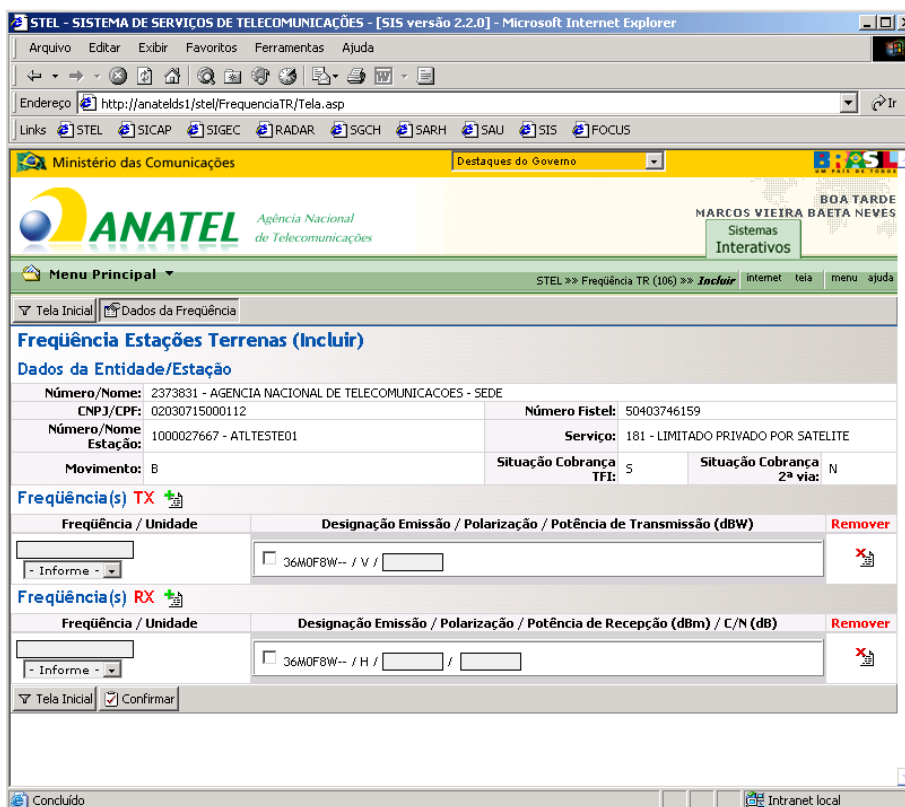 STEL - SISTEMA DE SERVIÇOS DE TELECOMUNICAÇÕES - [SIS versão 2.2.0] - Microsoft Internet Explorer
Arquivo Editar Exibir Favoritos Ferramentas Ajuda
Endereço http://anatelds1/stel/FrequenciaTR/Tela.asp Ir
Links STEL SICAP SIGEC RADAR SGCH SARH SAU SIS FOCUS
Ministério das Comunicações Destaques do Governo BRASIL
UM PAÍS DE TODOS
BOA TARDE
MARCOS VIEIRA BAETA NEVES
ANATEL Agência Nacional
de Telecomunicações
Sistemas
Interativos
Menu Principal STEL >> Freqüência TR (106) >> Incluir internet teia menu ajuda
Tela Inicial Dados da Freqüência
Freqüência Estações Terrenas (Incluir)
Dados da Entidade/Estação
Número/Nome: 2373831 - AGENCIA NACIONAL DE TELECOMUNICACOES - SEDE
CNPJ/CPF: 02030715000112 Número Fistel: 50403746159
Número/Nome Estação: 1000027667 - ATLTESTE01 Serviço: 181 - LIMITADO PRIVADO POR SATELITE
Movimento: B Situação Cobrança TFI: S Situação Cobrança 2ª via: N
Freqüência(s) TX
Freqüência / Unidade Designação Emissão / Polarização / Potência de Transmissão (dBW) Remover
36M0F8W-- / V /
- Informe -
Freqüência(s) RX
Freqüência / Unidade Designação Emissão / Polarização / Potência de Recepção (dBm) / C/N (dB) Remover
36M0F8W-- / H / /
- Informe -
Tela Inicial Confirmar
Concluído Intranet local